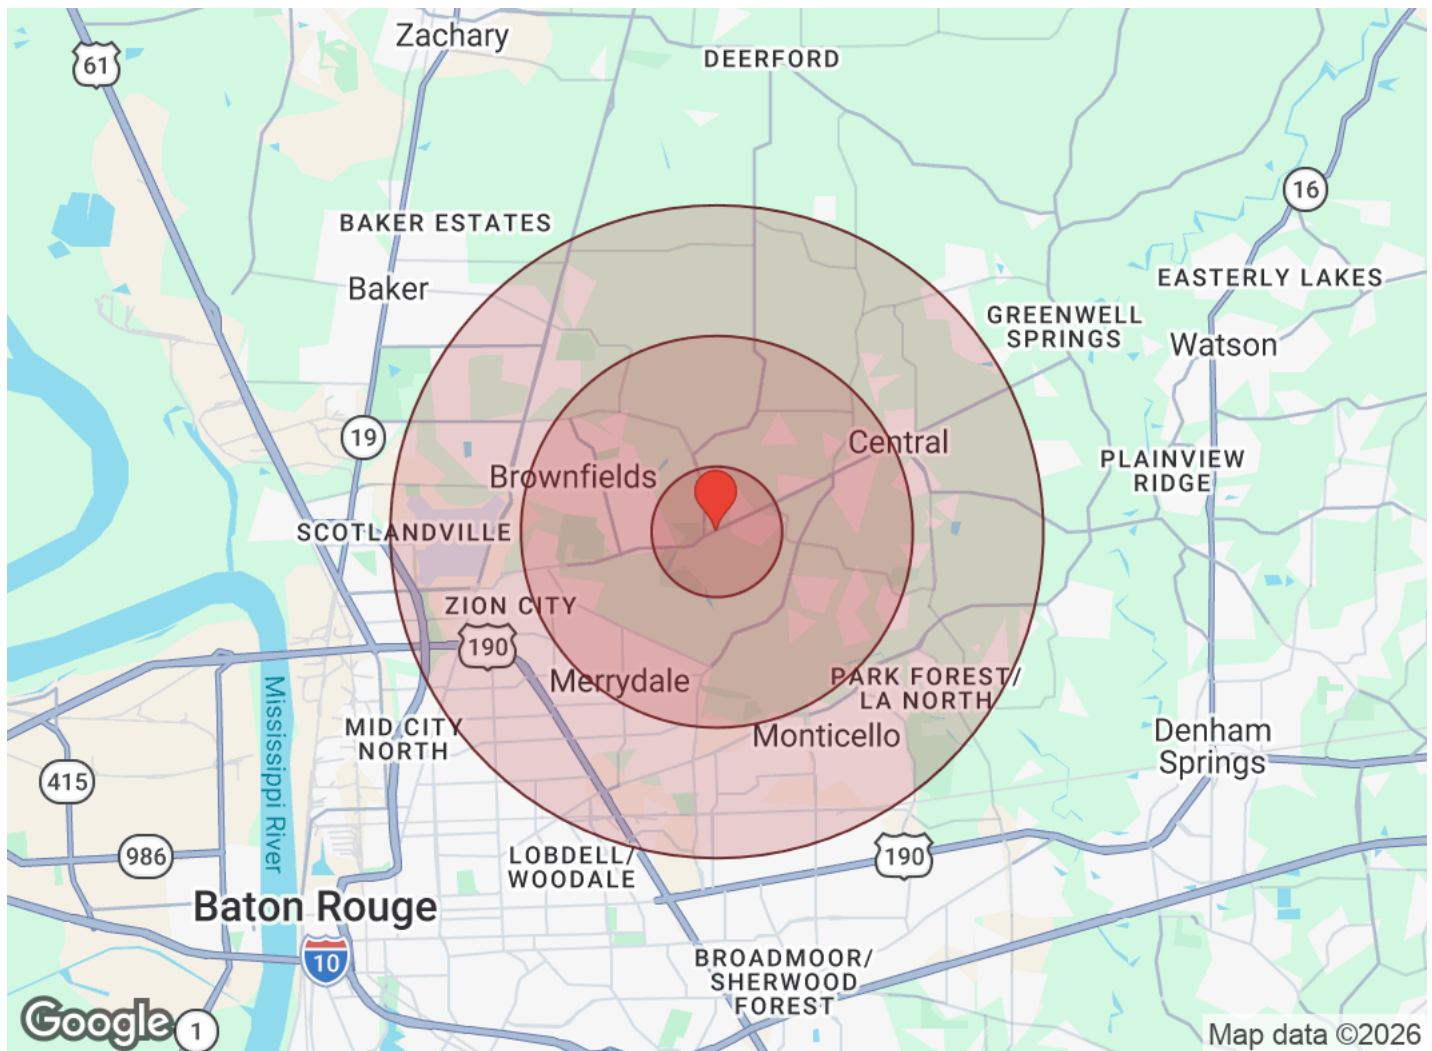 Zachary
61
DEERFORD
16
BAKER ESTATES
Baker
EASTERLY LAKES
GREENWELL
SPRINGS
Watson
19
Central
Brownfields
PLAINVIEW
RIDGE
SCOTLANDVILLE
ZION CITY
190
Merrydale
PARK FOREST/
LA NORTH
MID CITY
NORTH
Monticello
Denham
Springs
Mississippi River
415
986
190
LOBDELL/
WOODALE
Baton Rouge
10
BROADMOOR/
SHERWOOD
FOREST
Google
1
Map data ©2026